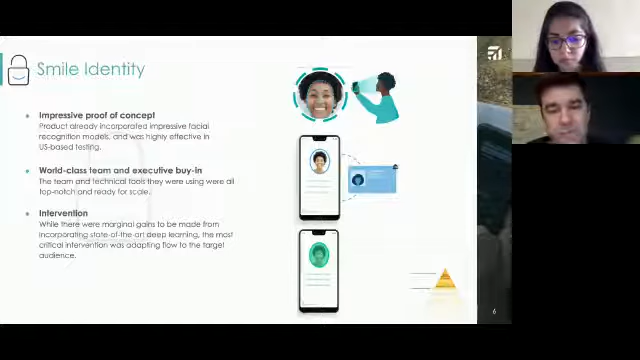 Smile Identity
Impressive proof of concept
Product already incorporated impressive facial
recognition models, and was highly effective in
US-based testing.
World-class team and executive buy-in
The team and technical tools they were using were all
top-notch and ready for scale.
Intervention
While there were marginal gains to be made from
incorporating state-of-the-art deep learning, the most
critical intervention was adapting flow to the target
audience.
6